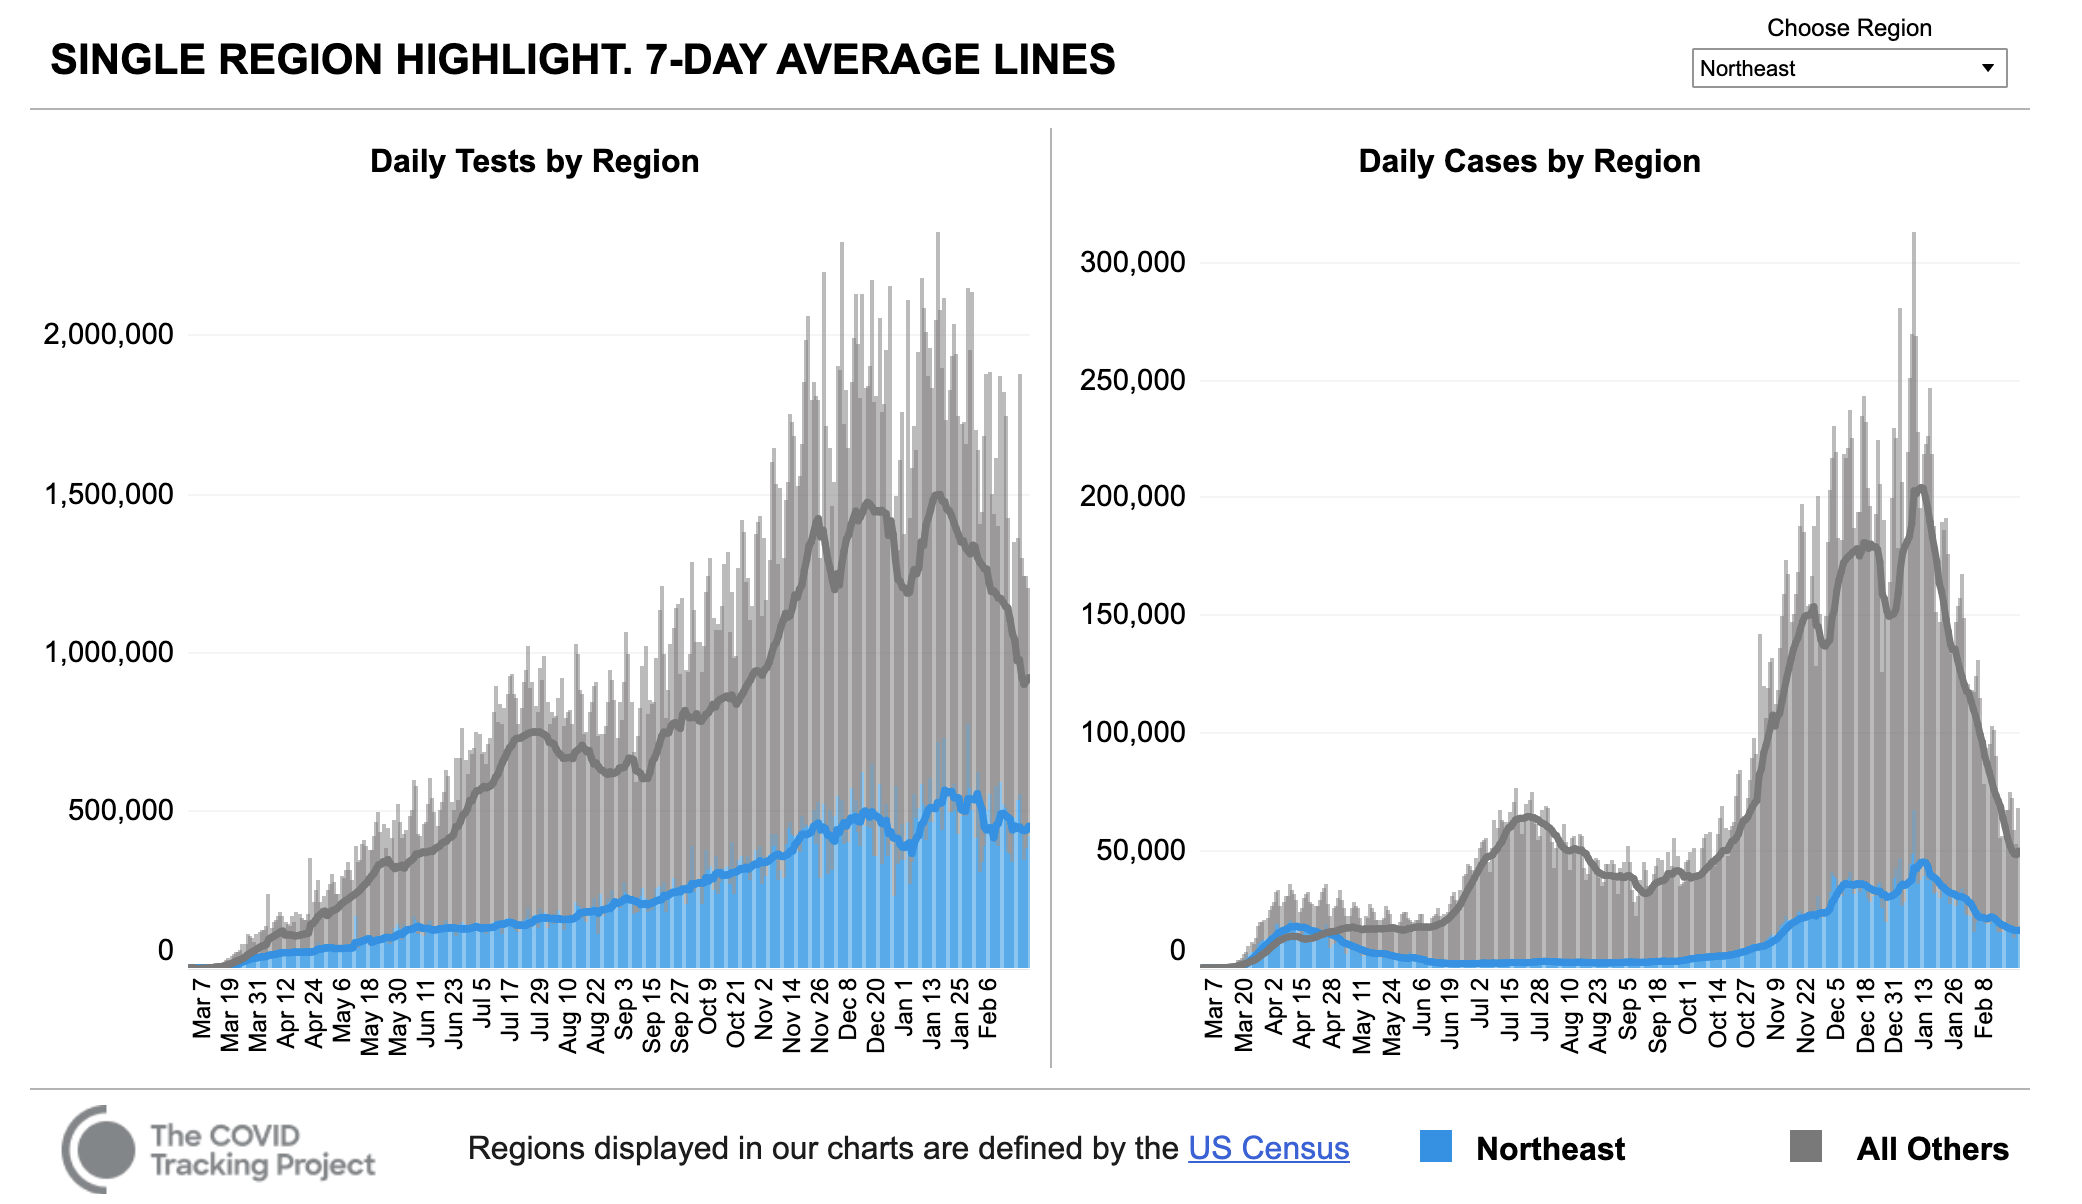 Choose Region
SINGLE REGION HIGHLIGHT. 7-DAY AVERAGE LINES
Northeast
Daily Tests by Region
2,000,000
1,500,000
1,000,000
500,000
0
Mar 7
Mar 19
Mar 31
Apr 12
Apr 24
May 6
May 18
May 30
Jun 11
Jun 23
Jul 5
Jul 17
Jul 29
Aug 10
Aug 22
Sep 3
Sep 15
Sep 27
Oct 9
Oct 21
Nov 2
Nov 14
Nov 26
Dec 8
Dec 20
Jan 1
Jan 13
Jan 25
Feb 6
Daily Cases by Region
300,000
250,000
200,000
150,000
100,000
50,000
0
Mar 7
Mar 20
Apr 2
Apr 15
Apr 28
May 11
May 24
Jun 6
Jun 19
Jul 2
Jul 15
Jul 28
Aug 10
Aug 23
Sep 5
Sep 18
Oct 1
Oct 14
Oct 27
Nov 9
Nov 22
Dec 5
Dec 18
Dec 31
Jan 13
Jan 26
Feb 8
The COVID
Tracking Project
Regions displayed in our charts are defined by the US Census
Northeast
All Others